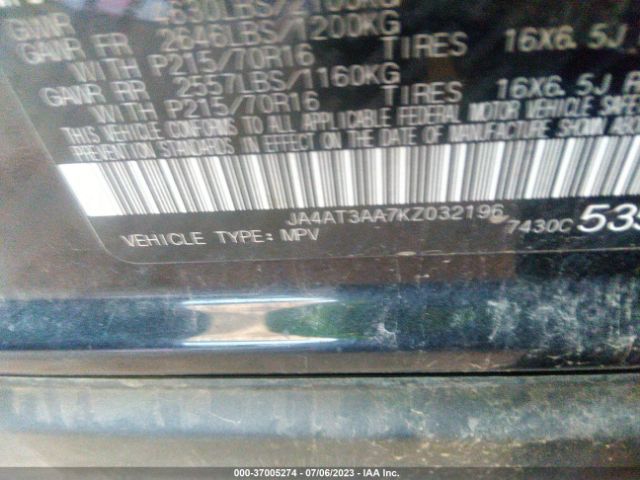 GVWR 2100KG
GAWR FR 2646LBS/1200KG
WITH P215/70R16 TIRES 16X6.5J
GAWR RR 2557LBS/1160KG
WITH P215/70R16 TIRES 16X6.5J
THIS VEHICLE CONFORMS TO ALL APPLICABLE FEDERAL MOTOR VEHICLE
PREVENTION STANDARDS IN EFFECT ON THE DATE OF MANUFACTURE SHOWN
JA4AT3AA7KZ032196
VEHICLE TYPE: MPV 7430C
000-37005274 | 07/06/2023 | IAA Inc.